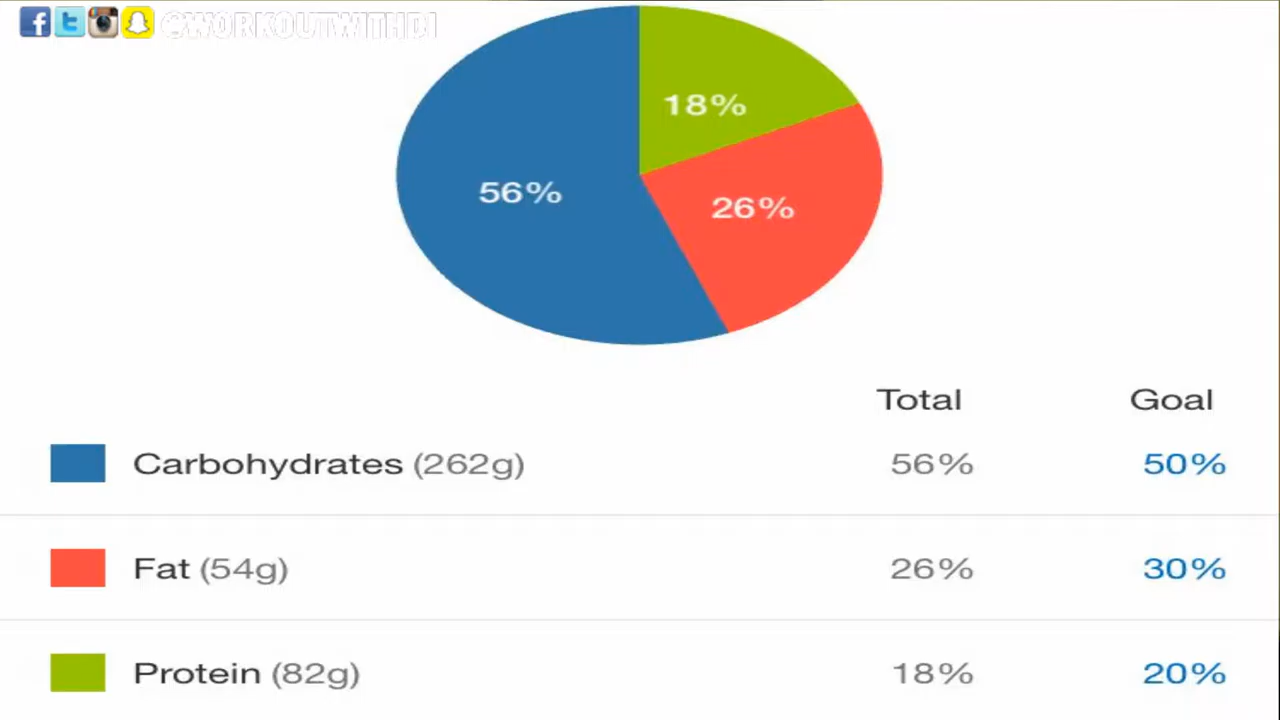 @WORKOUTWITHDI
18%
56%
26%
Total Goal
Carbohydrates (262g) 56% 50%
Fat (54g) 26% 30%
Protein (82g) 18% 20%